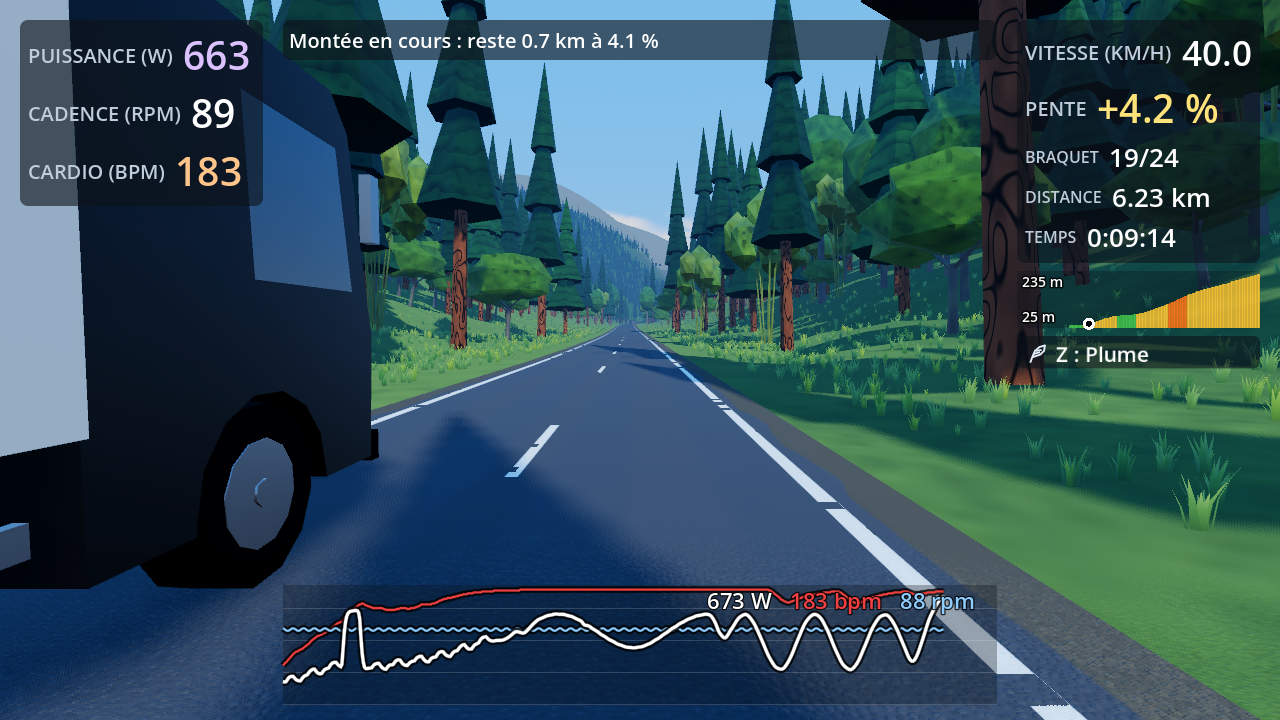 PUISSANCE (W) 663
CADENCE (RPM) 89
CARDIO (BPM) 183
Montée en cours : reste 0.7 km à 4.1 %
VITESSE (KM/H) 40.0
PENTE +4.2 %
BRAQUET 19/24
DISTANCE 6.23 km
TEMPS 0:09:14
235 m
25 m
Z : Plume
673 W 183 bpm 88 rpm